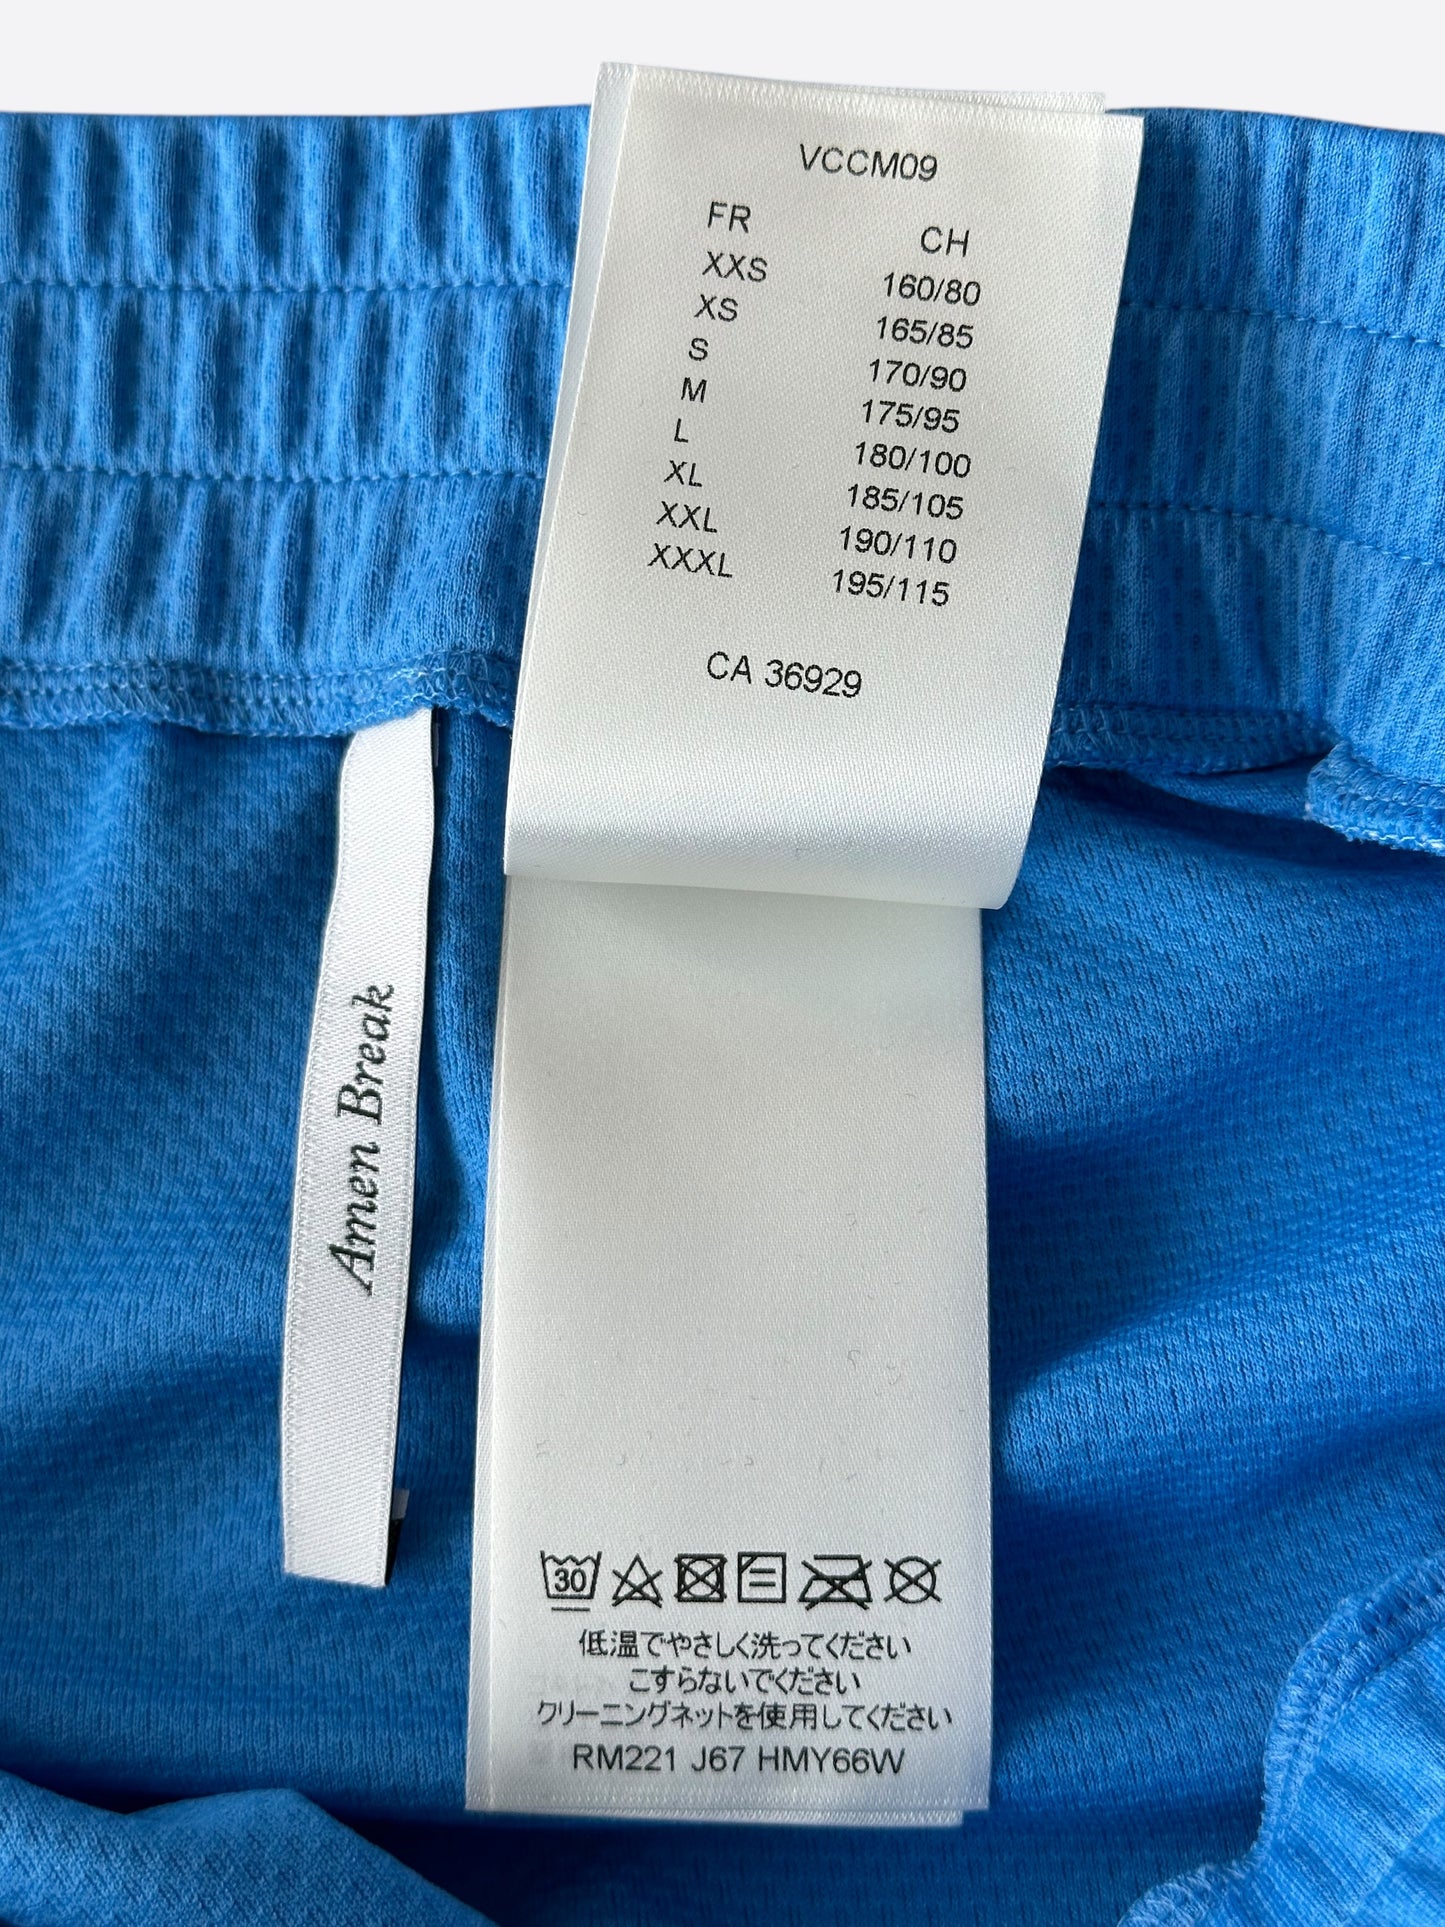 VCCM09
FR CH
XXS 160/80
XS 165/85
S 170/90
M 175/95
L 180/100
XL 185/105
XXL 190/110
XXXL 195/115
CA 36929
Amen Break
30
低温でやさしく洗ってください
こすらないでください
クリーニングネットを使用してください
RM221 J67 HMY66W